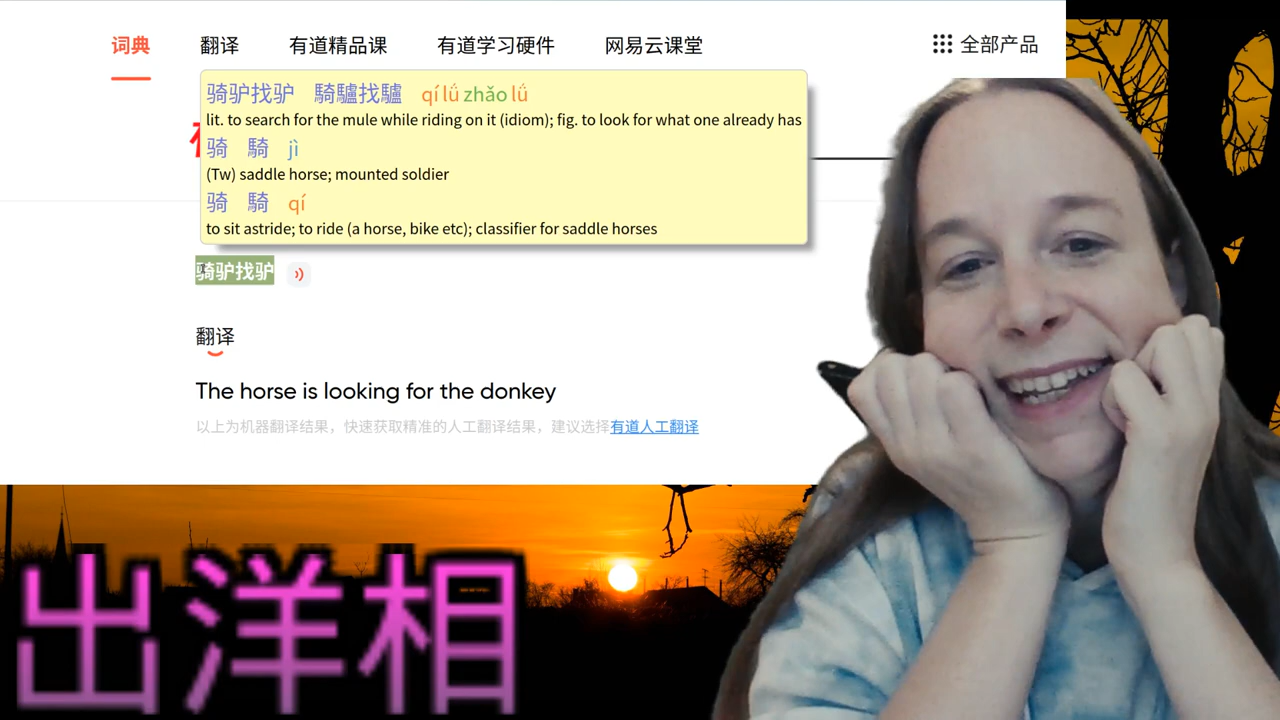 词典 翻译 有道精品课 有道学习硬件 网易云课堂 全部产品
骑驴找驴 騎驢找驢 qí lǘ zhǎo lǘ
lit. to search for the mule while riding on it (idiom); fig. to look for what one already has
骑 騎 jì
(Tw) saddle horse; mounted soldier
骑 騎 qí
to sit astride; to ride (a horse, bike etc); classifier for saddle horses
骑驴找驴
翻译
The horse is looking for the donkey
以上为机器翻译结果，快速获取精准的人工翻译结果，建议选择有道人工翻译
出洋相